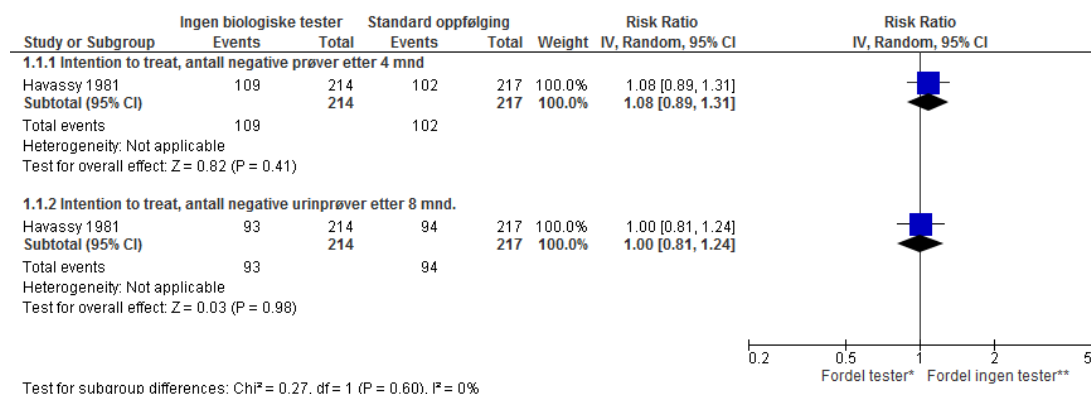 Ingen biologiske tester Standard oppfølging Risk Ratio Risk Ratio
Study or Subgroup Events Total Events Total Weight IV, Random, 95% CI IV, Random, 95% CI
1.1.1 Intention to treat, antall negative prøver etter 4 mnd
Havassy 1981 109 214 102 217 100.0% 1.08 [0.89, 1.31]
Subtotal (95% CI) 214 217 100.0% 1.08 [0.89, 1.31]
Total events 109 102
Heterogeneity: Not applicable
Test for overall effect: Z = 0.82 (P = 0.41)
1.1.2 Intention to treat, antall negative urinprøver etter 8 mnd.
Havassy 1981 93 214 94 217 100.0% 1.00 [0.81, 1.24]
Subtotal (95% CI) 214 217 100.0% 1.00 [0.81, 1.24]
Total events 93 94
Heterogeneity: Not applicable
Test for overall effect: Z = 0.03 (P = 0.98)
0.2 0.5 1 2 5
Fordel tester* Fordel ingen tester**
Test for subgroup differences: Chi² = 0.27, df = 1 (P = 0.60), I² = 0%